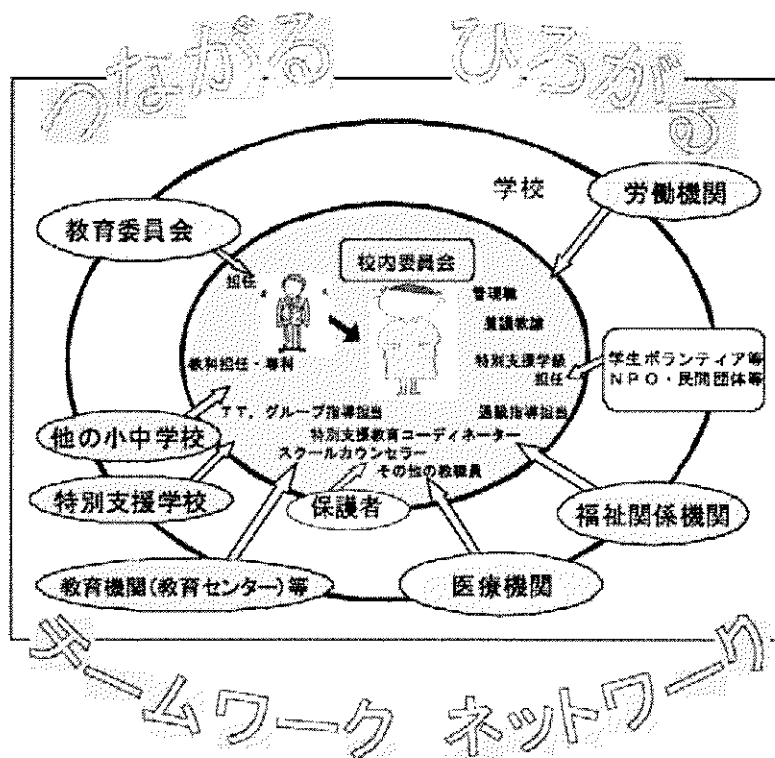 つながる ひろがる
学校
労働機関
教育委員会
校内委員会
担任
管理職
養護教諭
教科担任・専科
特別支援学級
担任
学生ボランティア等
NPO・民間団体等
TT,グループ指導担当
通級指導担当
他の小中学校
特別支援教育コーディネーター
スクールカウンセラー
その他の教職員
特別支援学校
保護者
福祉関係機関
教育機関(教育センター)等
医療機関
チームワーク ネットワーク